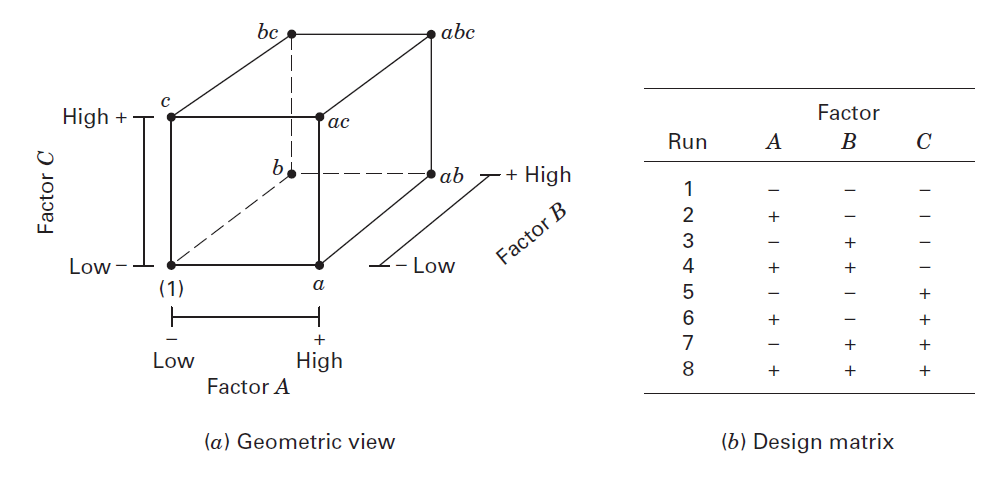 bc
abc
c
High +
ac
Factor C
b
ab
+ High
Factor B
Low −
− Low
(1)
a
−
+
Low
High
Factor A
(a) Geometric view
Factor
Run A B C
1 − − −
2 + − −
3 − + −
4 + + −
5 − − +
6 + − +
7 − + +
8 + + +
(b) Design matrix